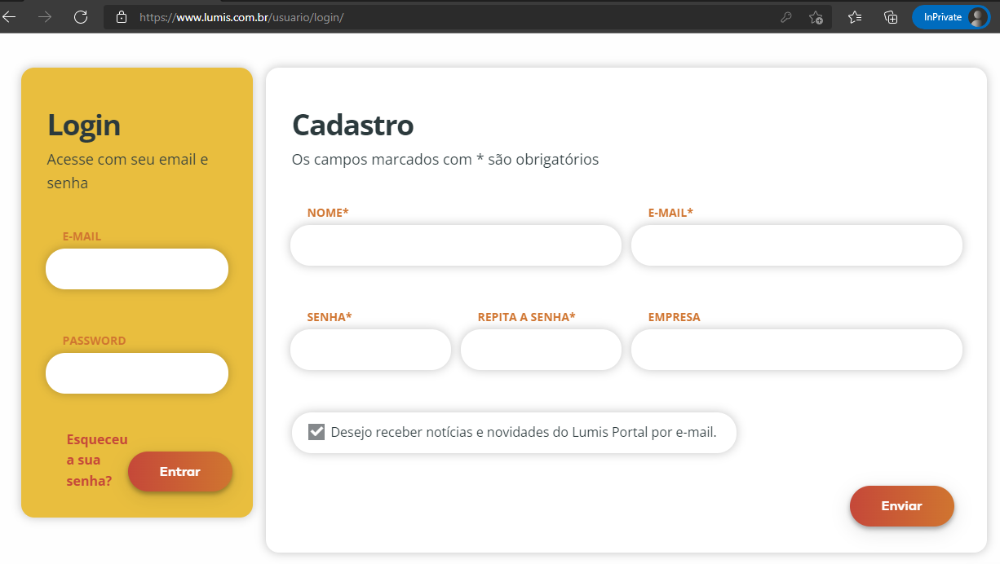 https://www.lumis.com.br/usuario/login/
InPrivate
Login
Acesse com seu email e
senha
E-MAIL
PASSWORD
Esqueceu
a sua
senha?
Entrar
Cadastro
Os campos marcados com * são obrigatórios
NOME*
E-MAIL*
SENHA*
REPITA A SENHA*
EMPRESA
Desejo receber notícias e novidades do Lumis Portal por e-mail.
Enviar